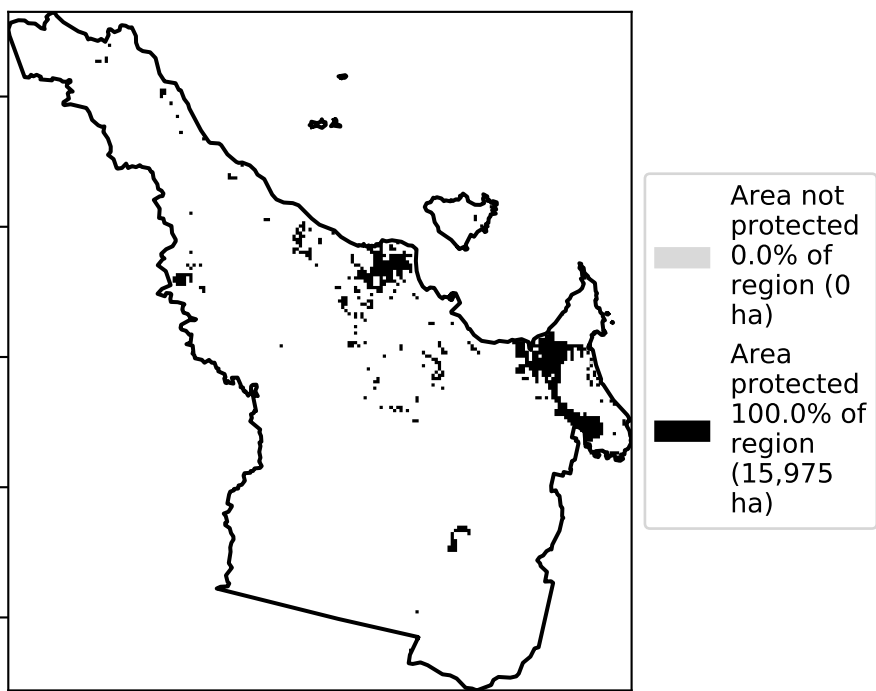 Area not
protected
0.0% of
region (0
ha)
Area
protected
100.0% of
region
(15,975
ha)